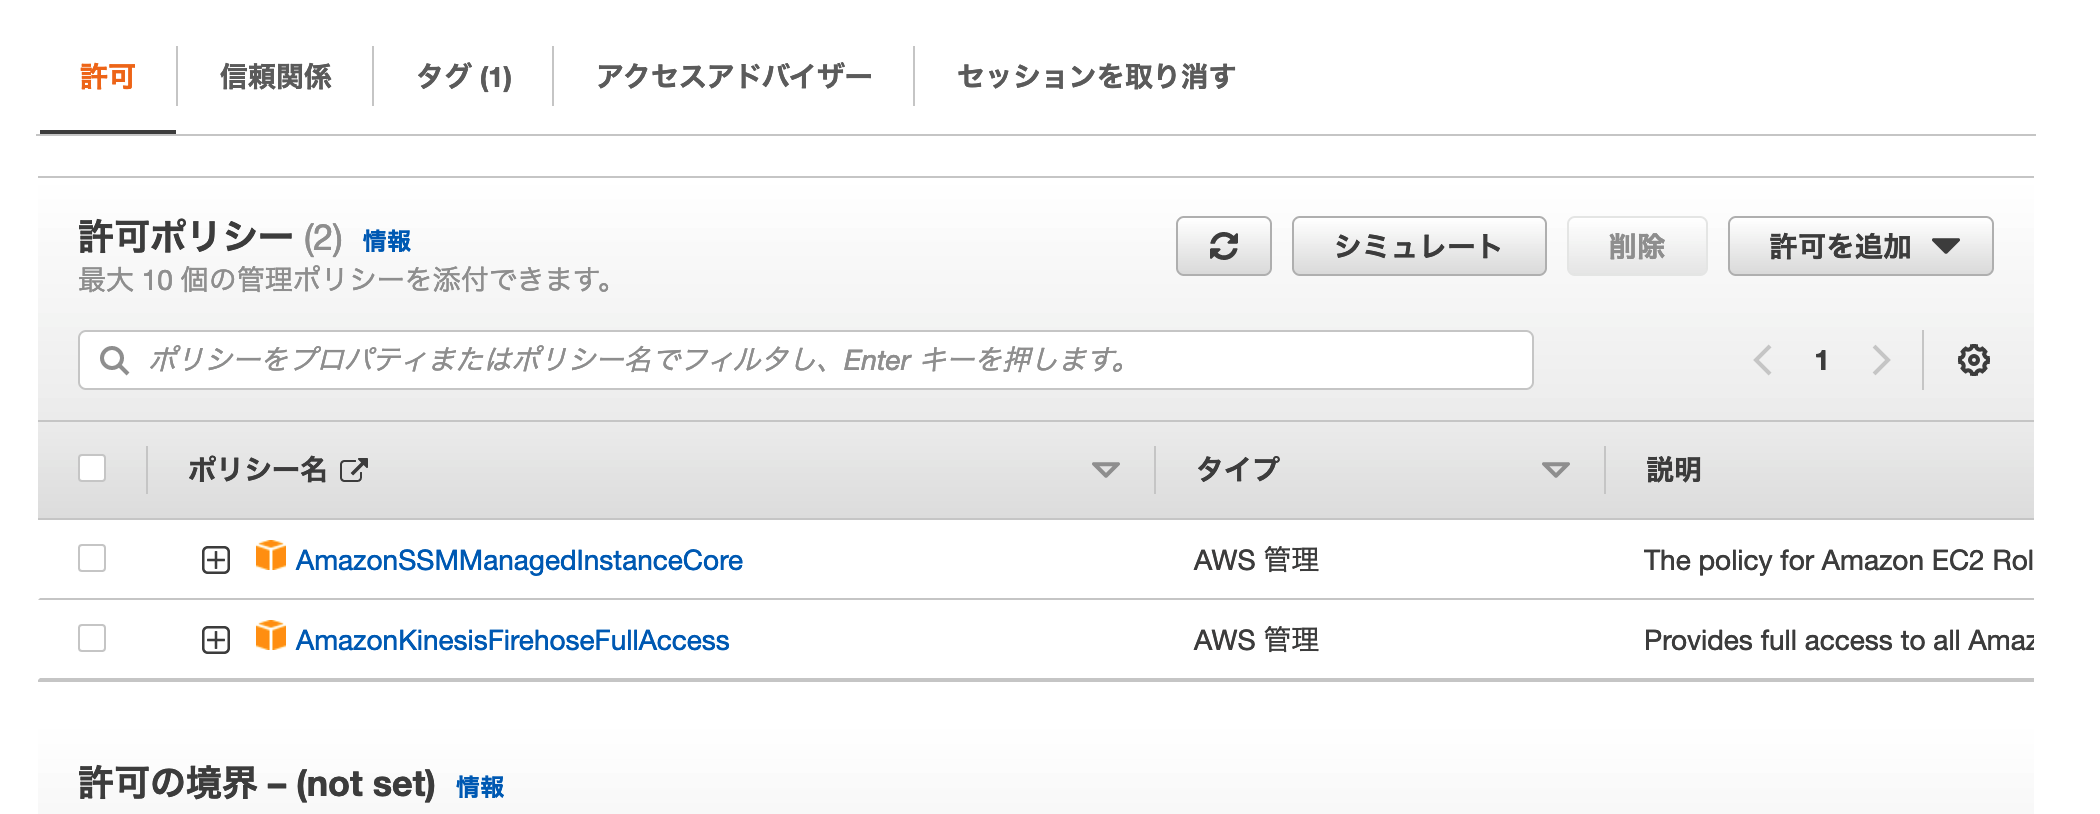 許可 信頼関係 タグ (1) アクセスアドバイザー セッションを取り消す
許可ポリシー (2) 情報
最大 10 個の管理ポリシーを添付できます。
シミュレート 削除 許可を追加
ポリシーをプロパティまたはポリシー名でフィルタし、Enter キーを押します。
1
ポリシー名 タイプ 説明
AmazonSSMManagedInstanceCore AWS 管理 The policy for Amazon EC2 Rol
AmazonKinesisFirehoseFullAccess AWS 管理 Provides full access to all Amaz
許可の境界 – (not set) 情報